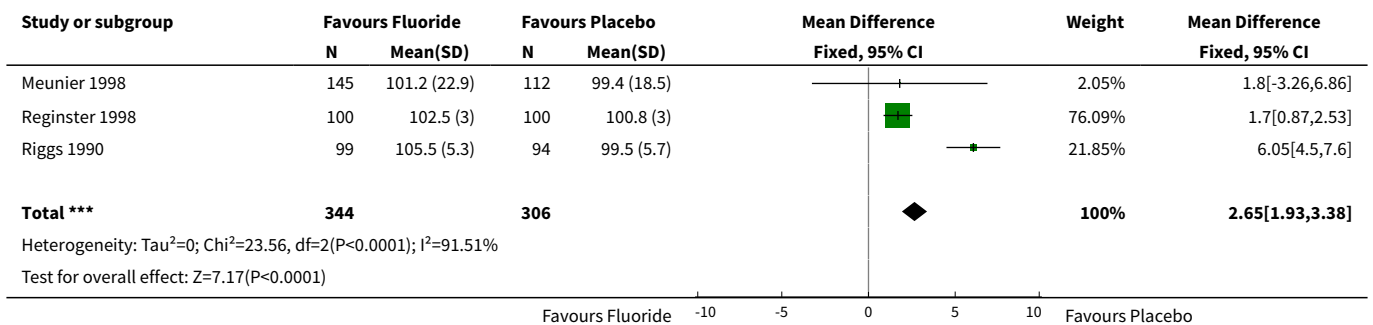 Study or subgroup Favours Fluoride Favours Placebo Mean Difference Weight Mean Difference
N Mean(SD) N Mean(SD) Fixed, 95% CI Fixed, 95% CI
Meunier 1998 145 101.2 (22.9) 112 99.4 (18.5) 2.05% 1.8[-3.26,6.86]
Reginster 1998 100 102.5 (3) 100 100.8 (3) 76.09% 1.7[0.87,2.53]
Riggs 1990 99 105.5 (5.3) 94 99.5 (5.7) 21.85% 6.05[4.5,7.6]
Total *** 344 306 100% 2.65[1.93,3.38]
Heterogeneity: Tau²=0; Chi²=23.56, df=2(P<0.0001); I²=91.51%
Test for overall effect: Z=7.17(P<0.0001)
Favours Fluoride -10 -5 0 5 10 Favours Placebo